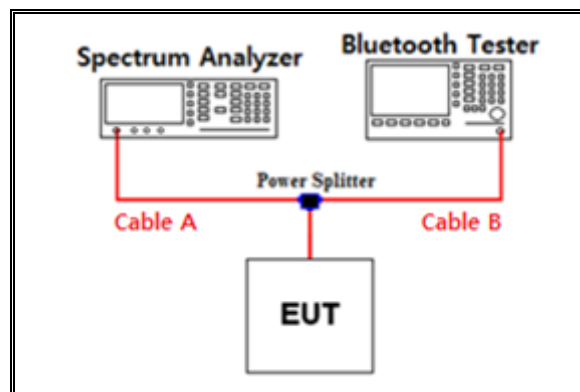 Spectrum Analyzer
Bluetooth Tester
Power Splitter
Cable A
Cable B
EUT